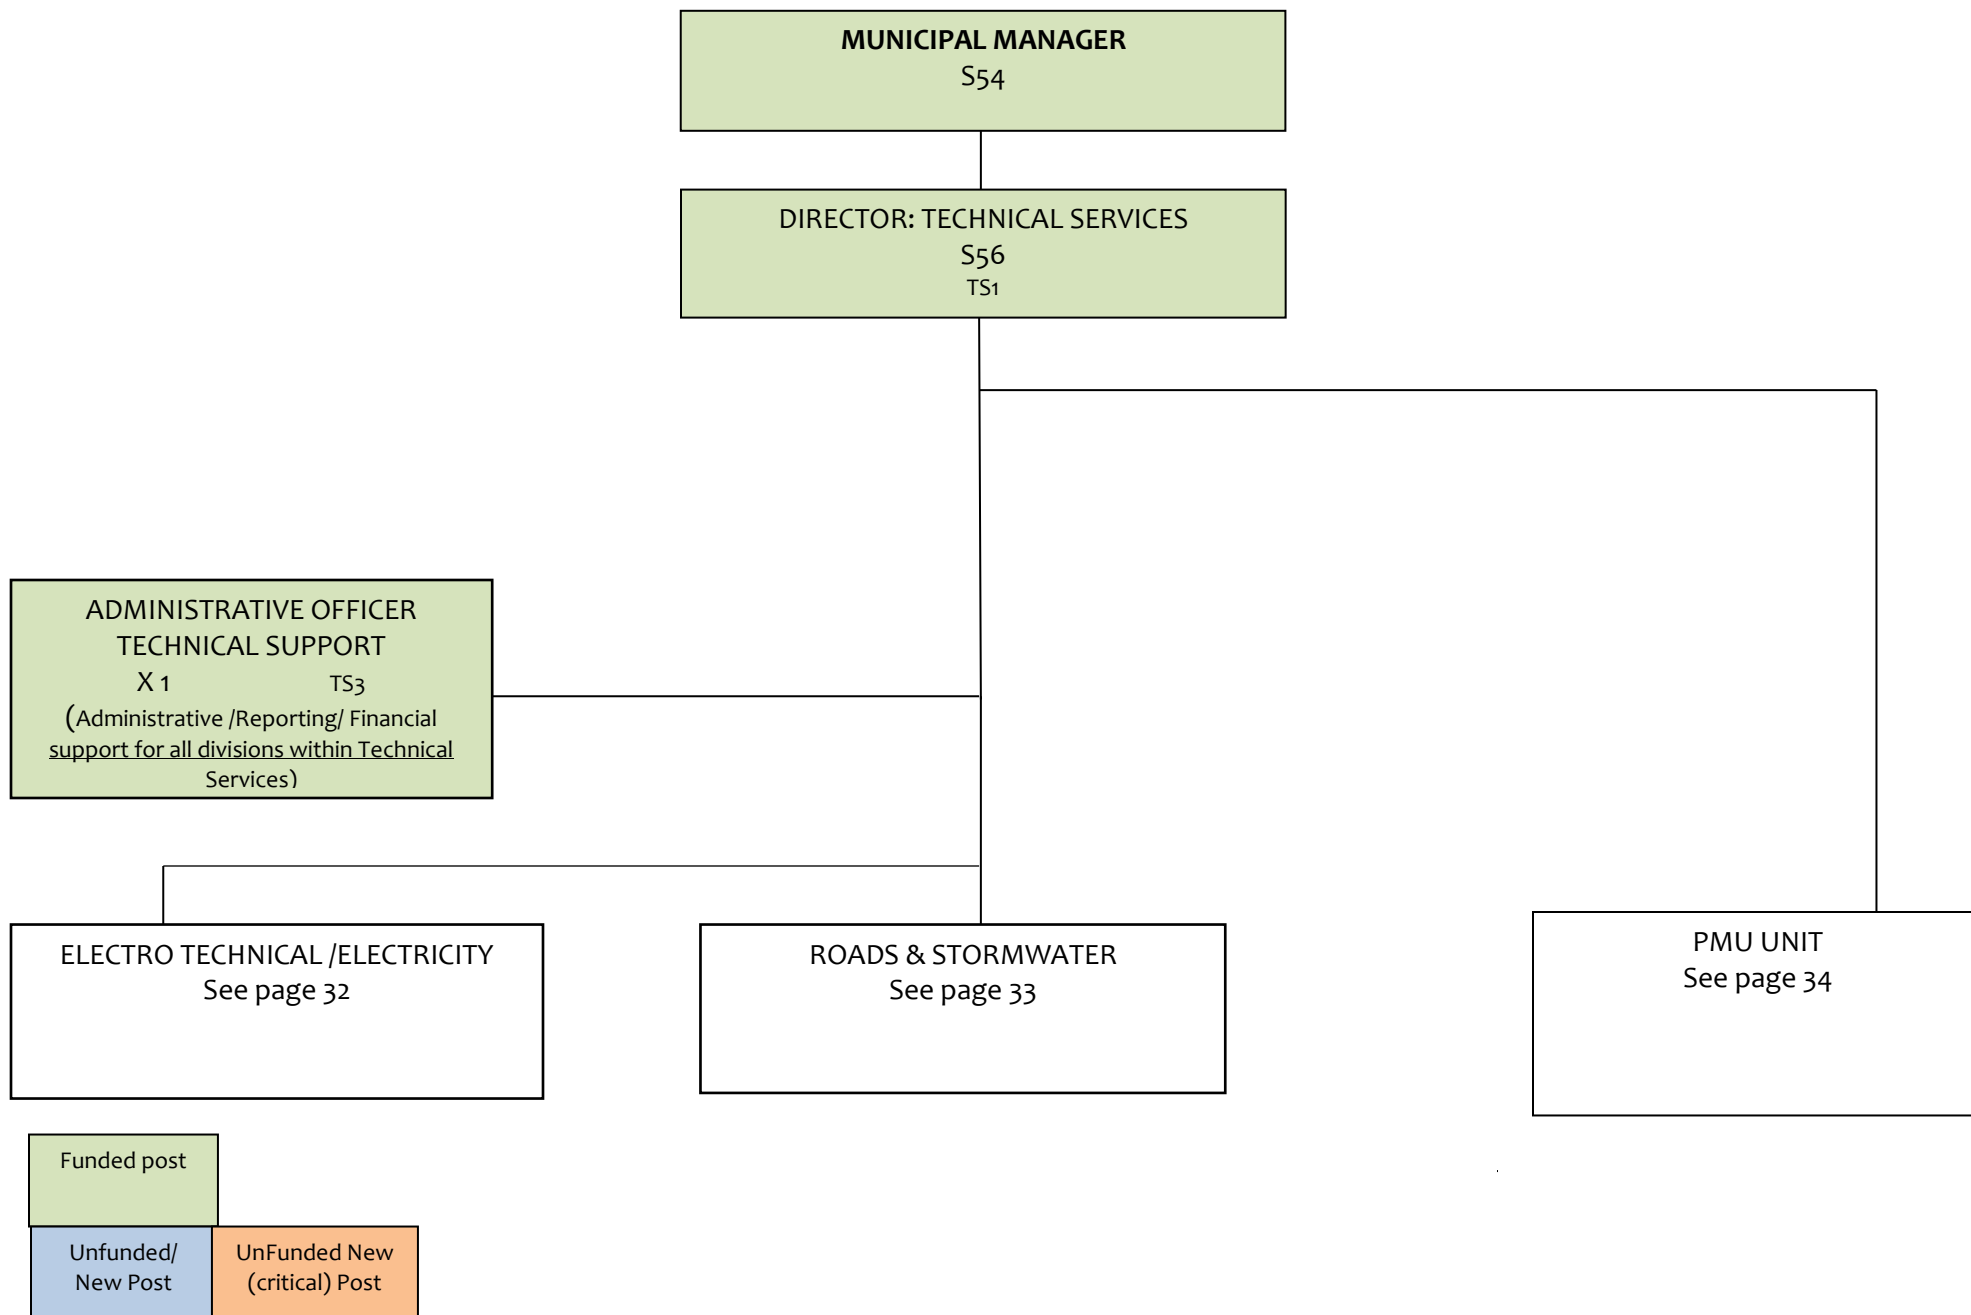 MUNICIPAL MANAGER
S54
DIRECTOR: TECHNICAL SERVICES
S56
TS1
ADMINISTRATIVE OFFICER
TECHNICAL SUPPORT
X 1 TS3
(Administrative /Reporting/ Financial
support for all divisions within Technical
Services)
ELECTRO TECHNICAL /ELECTRICITY
See page 32
ROADS & STORMWATER
See page 33
PMU UNIT
See page 34
Funded post
Unfunded/
New Post
UnFunded New
(critical) Post